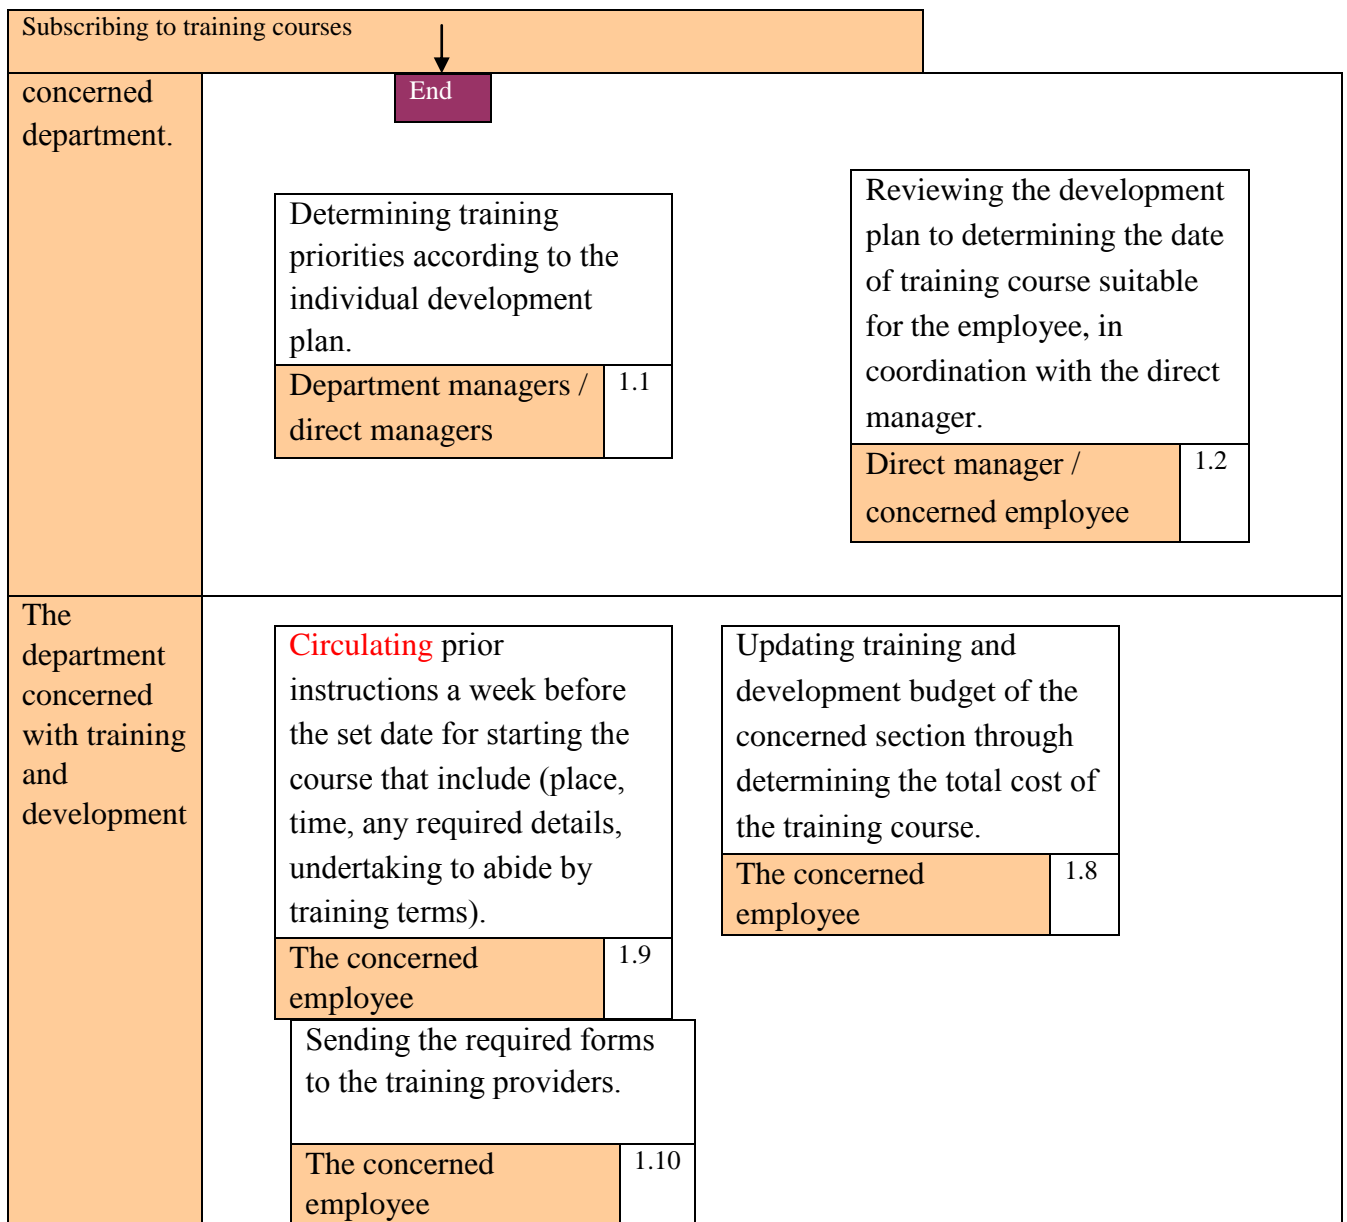 Subscribing to training courses
End
concerned
department.
Determining training
priorities according to the
individual development
plan.
Department managers /
direct managers
1.1
Reviewing the development
plan to determining the date
of training course suitable
for the employee, in
coordination with the direct
manager.
Direct manager /
concerned employee
1.2
The
department
concerned
with training
and
development
Circulating prior
instructions a week before
the set date for starting the
course that include (place,
time, any required details,
undertaking to abide by
training terms).
The concerned
employee
1.9
Updating training and
development budget of the
concerned section through
determining the total cost of
the training course.
The concerned
employee
1.8
Sending the required forms
to the training providers.
The concerned
employee
1.10